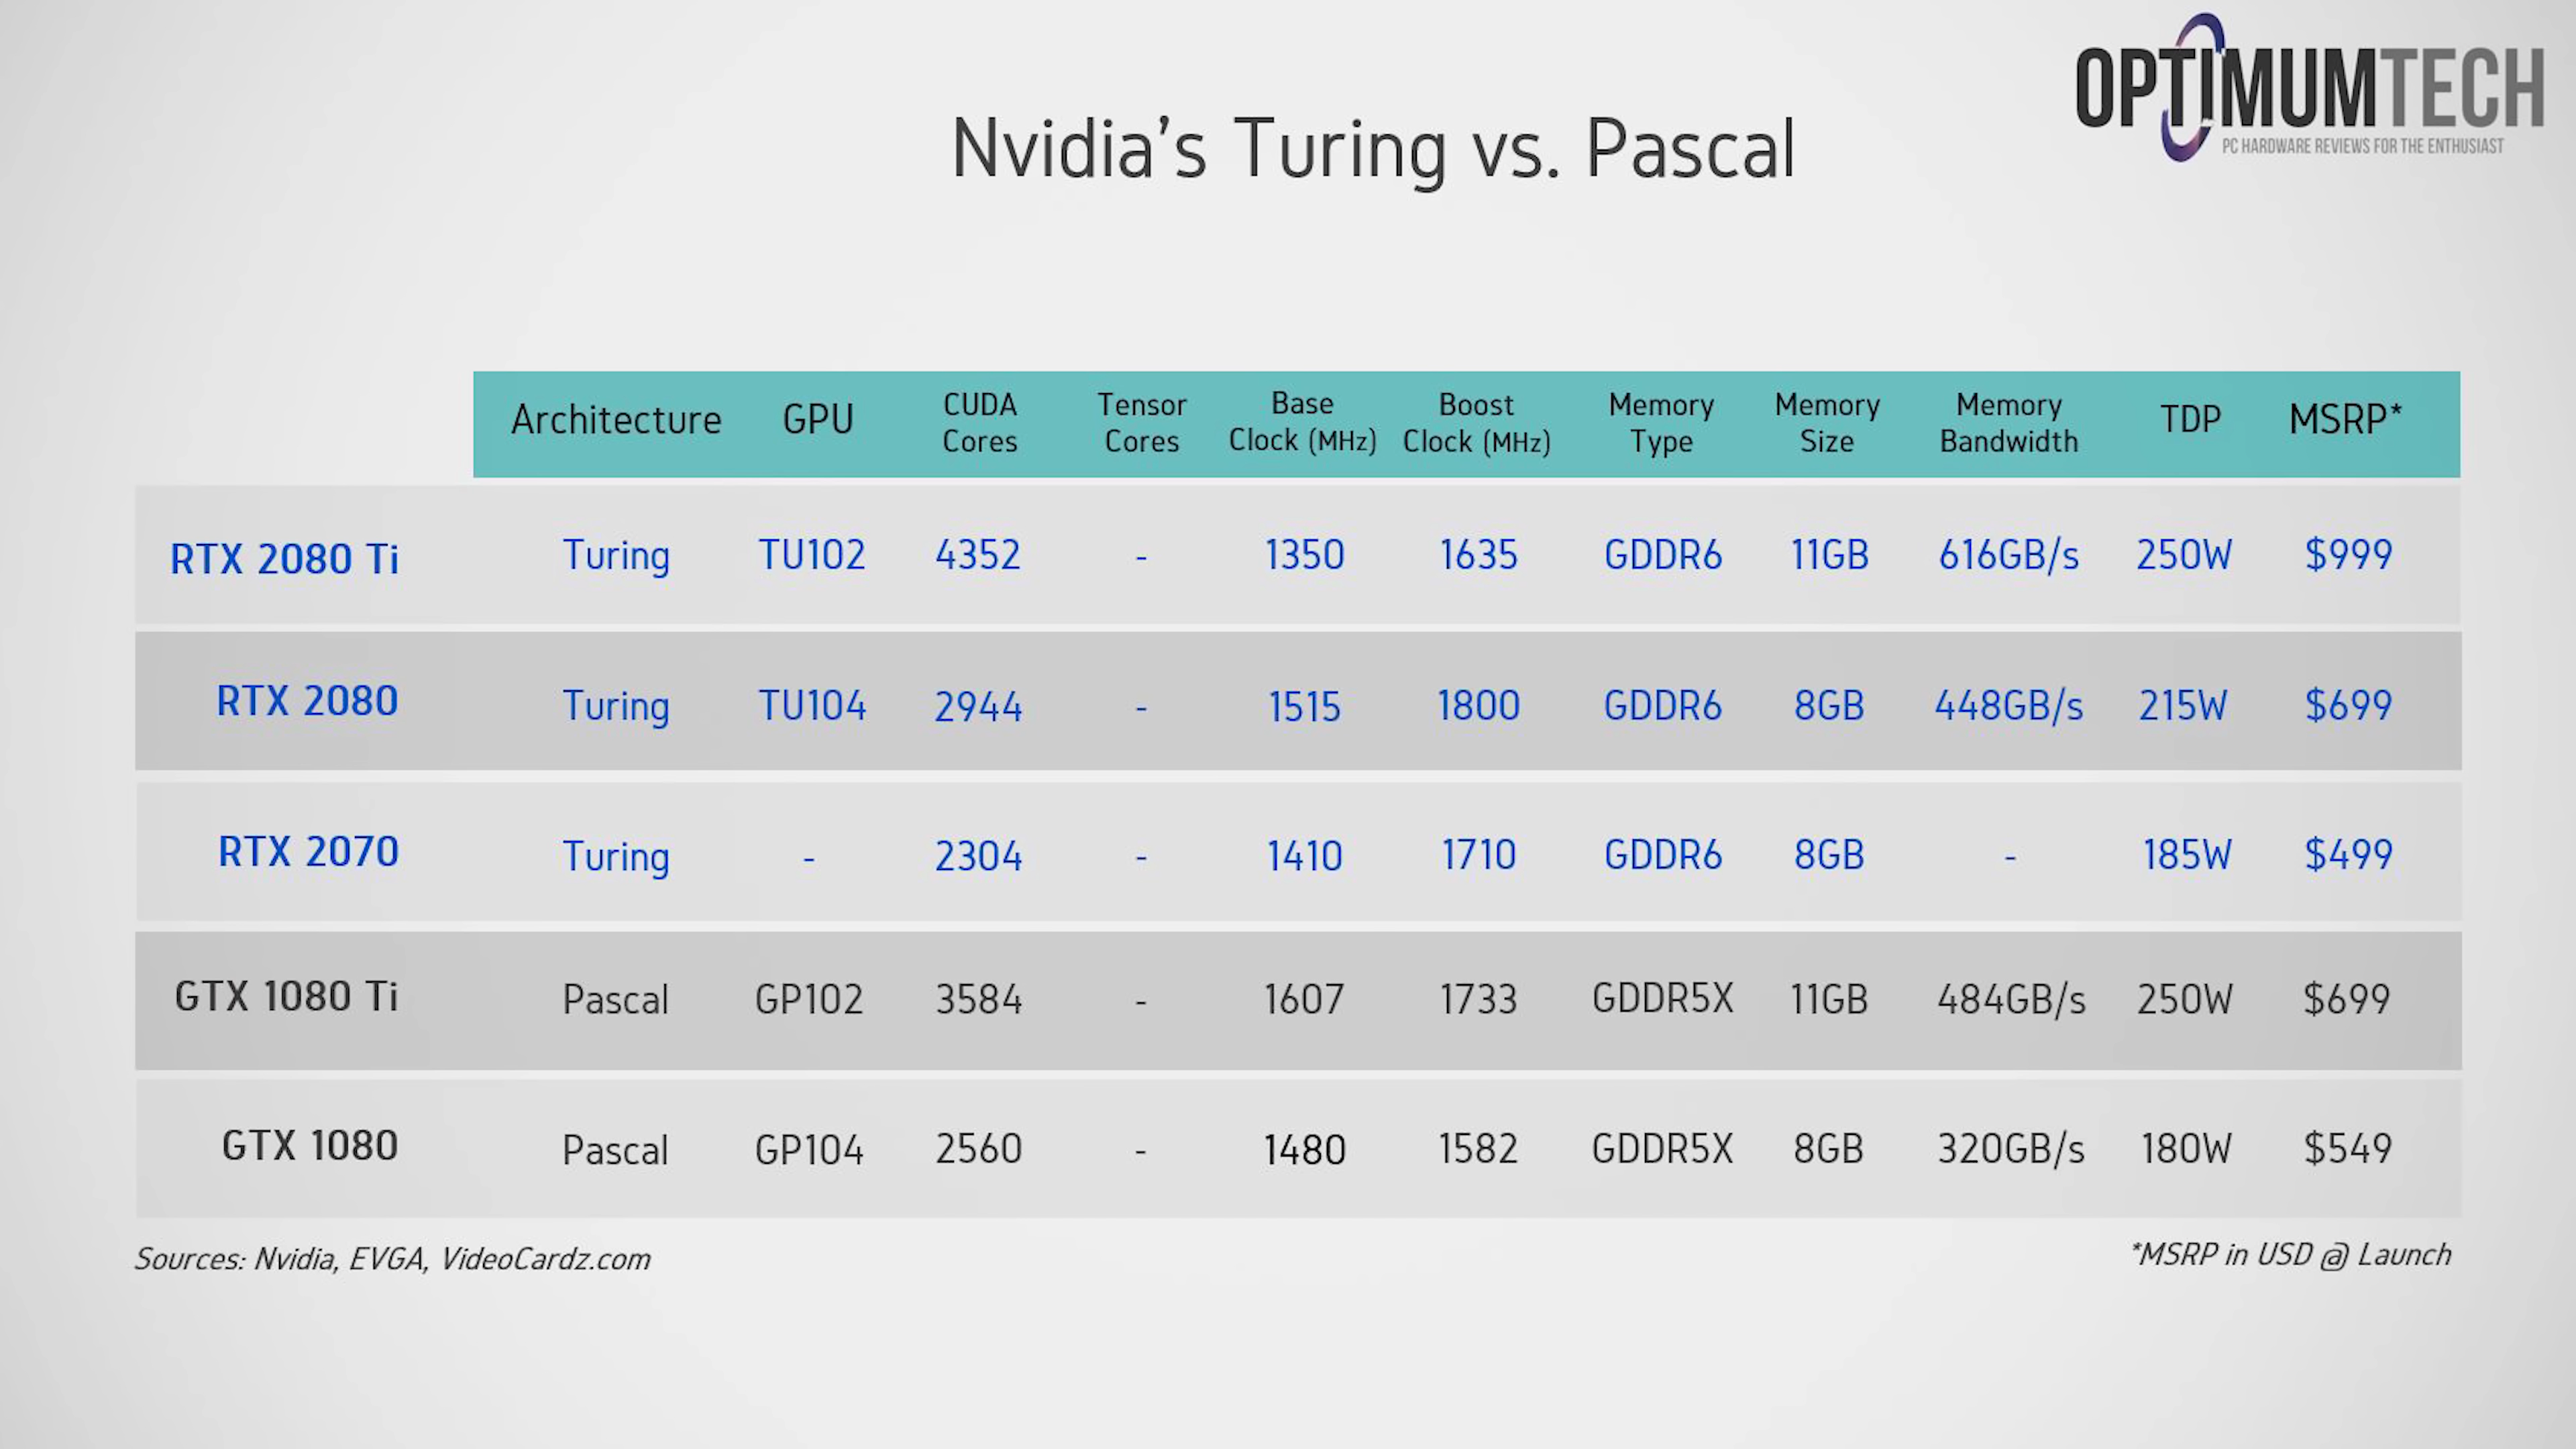 OPTIMUMTECH
PC HARDWARE REVIEWS FOR THE ENTHUSIAST
Nvidia's Turing vs. Pascal
Architecture GPU CUDA Cores Tensor Cores Base Clock (MHz) Boost Clock (MHz) Memory Type Memory Size Memory Bandwidth TDP MSRP*
RTX 2080 Ti Turing TU102 4352 - 1350 1635 GDDR6 11GB 616GB/s 250W $999
RTX 2080 Turing TU104 2944 - 1515 1800 GDDR6 8GB 448GB/s 215W $699
RTX 2070 Turing - 2304 - 1410 1710 GDDR6 8GB - 185W $499
GTX 1080 Ti Pascal GP102 3584 - 1607 1733 GDDR5X 11GB 484GB/s 250W $699
GTX 1080 Pascal GP104 2560 - 1480 1582 GDDR5X 8GB 320GB/s 180W $549
Sources: Nvidia, EVGA, VideoCardz.com
*MSRP in USD @ Launch